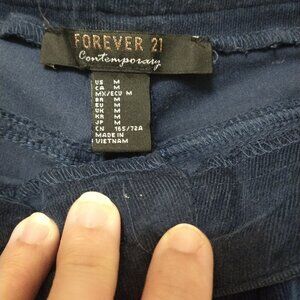 FOREVER 21
Contemporary
US M
CA M
MX/ECU M
BR M
EU M
UK M
KR M
JP M
CN 165/72A
MADE IN
VIETNAM